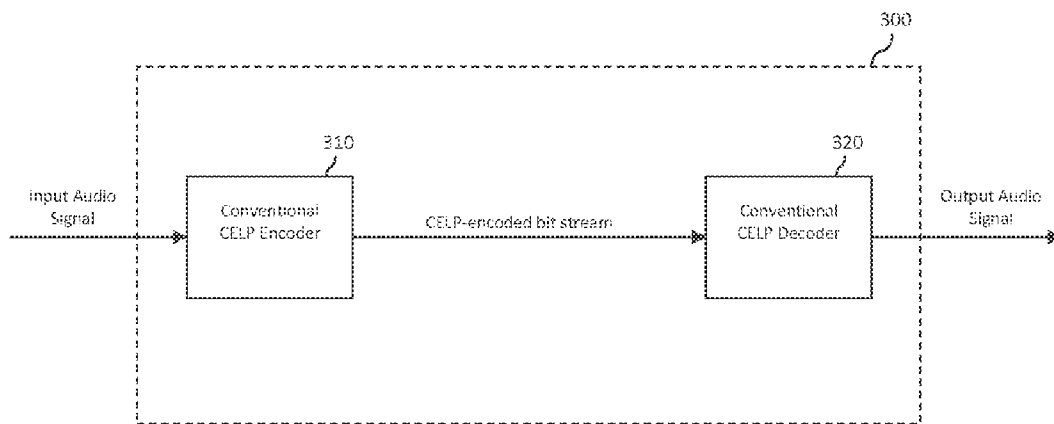 300
310
320
Input Audio
Signal
Conventional
CELP Encoder
CELP-encoded bit stream
Conventional
CELP Decoder
Output Audio
Signal